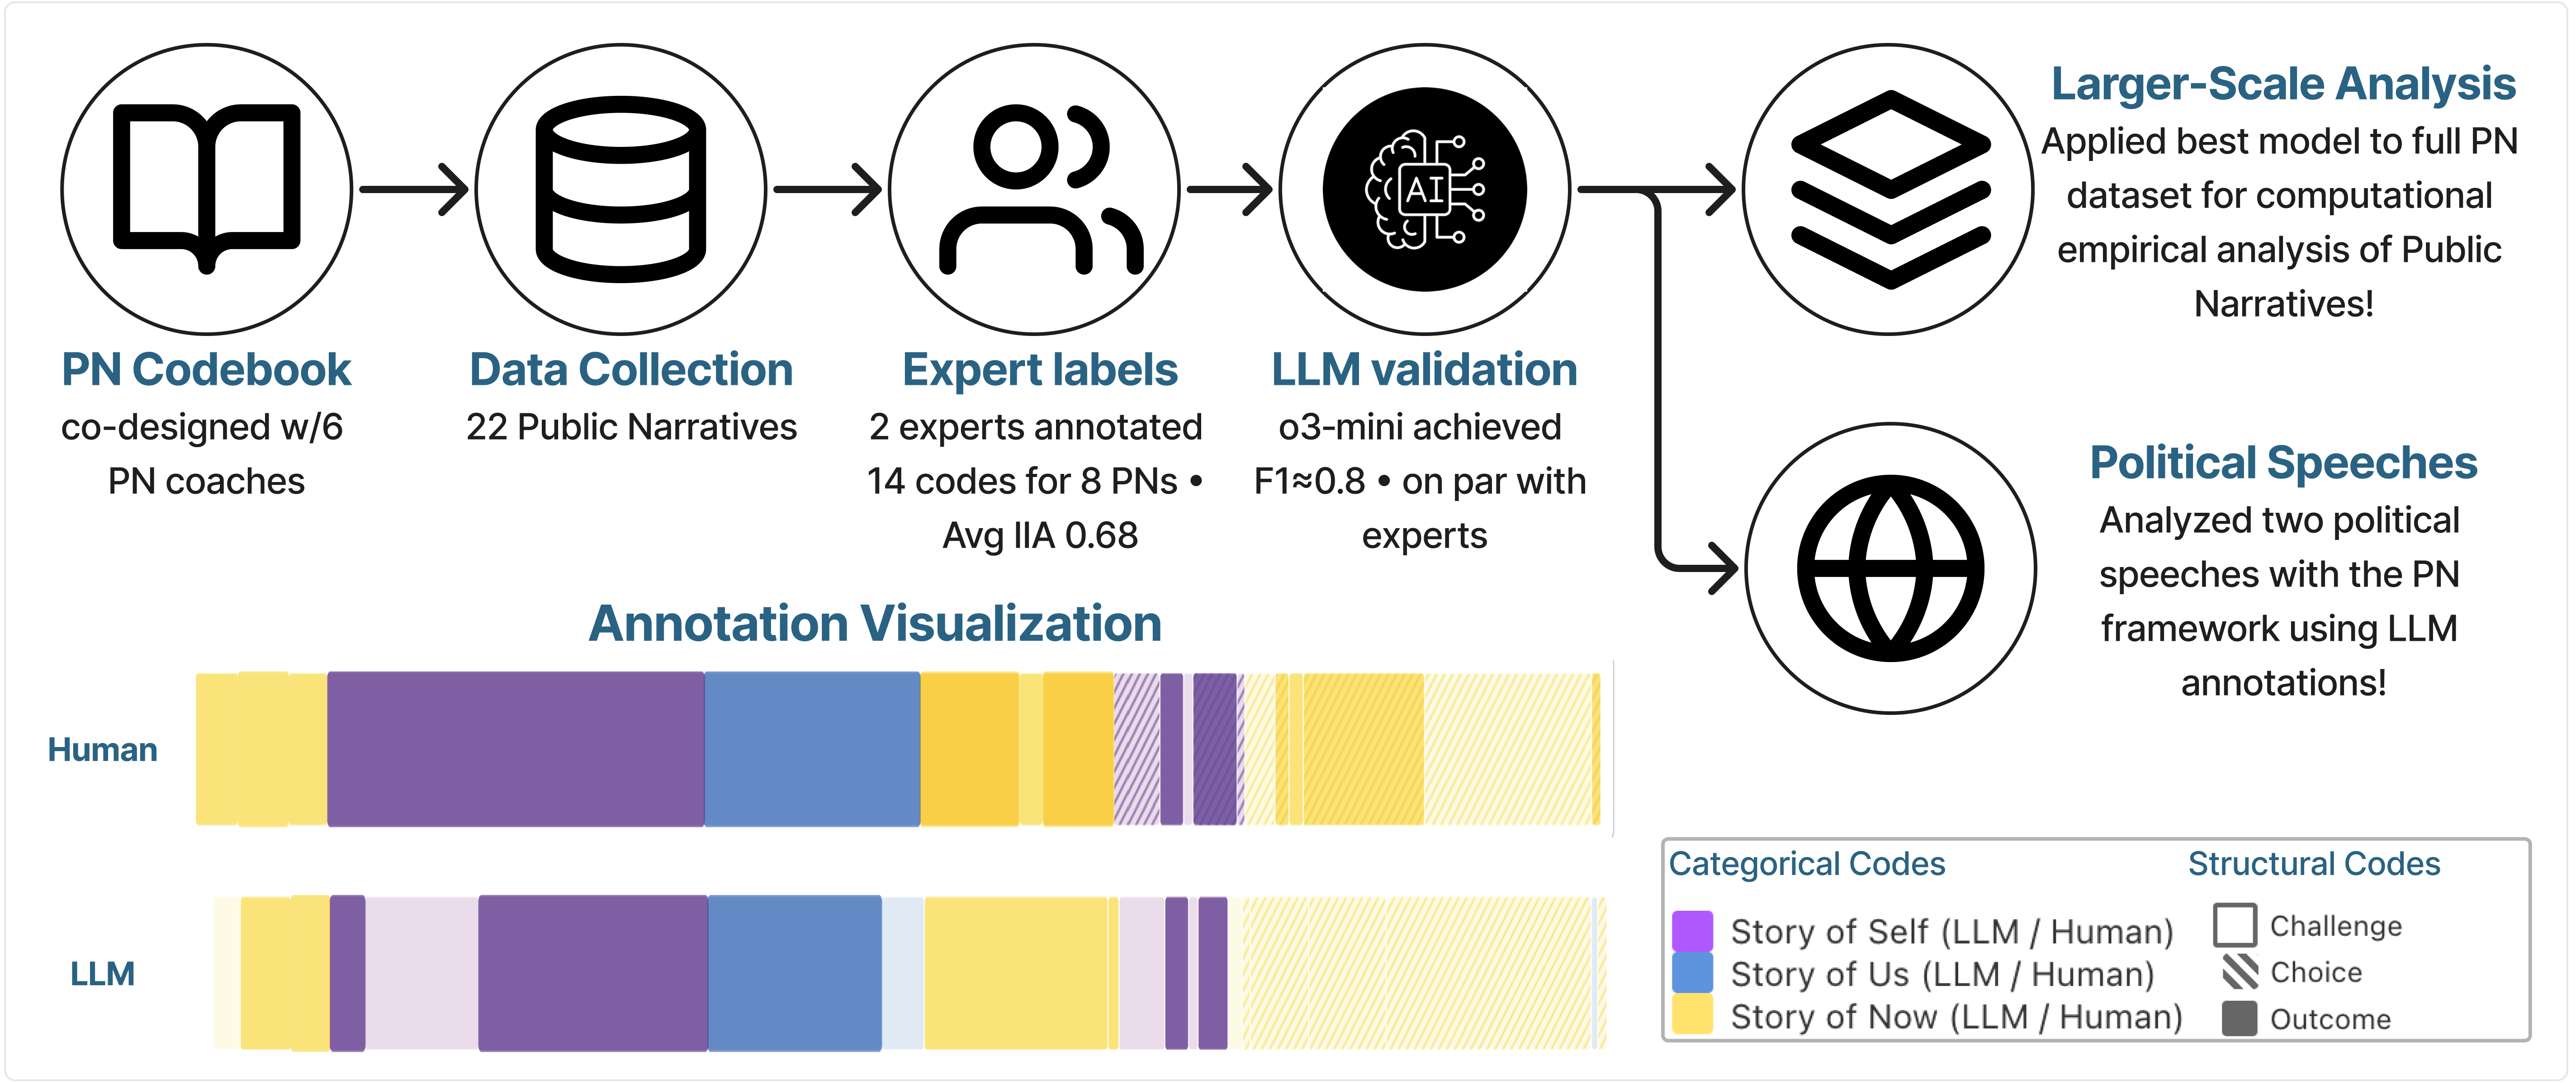 PN Codebook
co-designed w/6
PN coaches
Data Collection
22 Public Narratives
Expert labels
2 experts annotated
14 codes for 8 PNs •
Avg IIA 0.68
AI
LLM validation
o3-mini achieved
F1≈0.8 • on par with
experts
Larger-Scale Analysis
Applied best model to full PN
dataset for computational
empirical analysis of Public
Narratives!
Political Speeches
Analyzed two political
speeches with the PN
framework using LLM
annotations!
Annotation Visualization
Human
LLM
Categorical Codes
Story of Self (LLM / Human)
Story of Us (LLM / Human)
Story of Now (LLM / Human)
Structural Codes
Challenge
Choice
Outcome